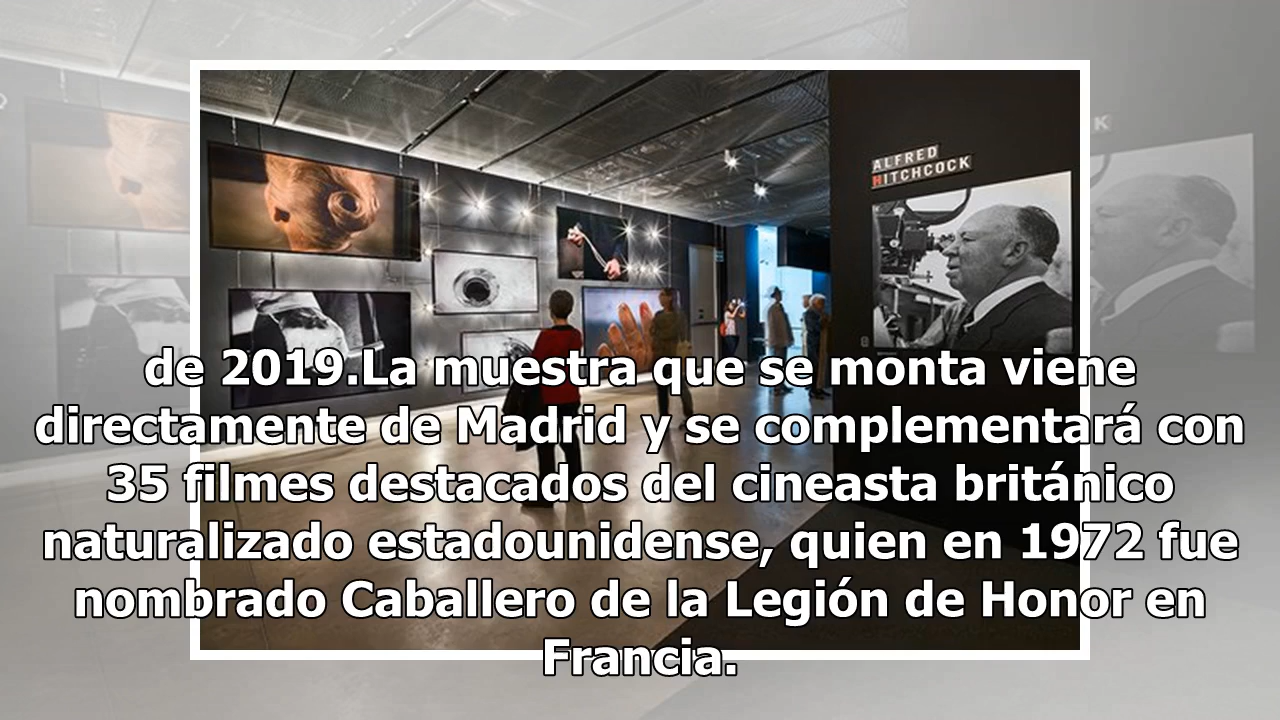 ALFRED
HITCHCOCK
K
de 2019.La muestra que se monta viene
directamente de Madrid y se complementará con
35 filmes destacados del cineasta británico
naturalizado estadounidense, quien en 1972 fue
nombrado Caballero de la Legión de Honor en
Francia.